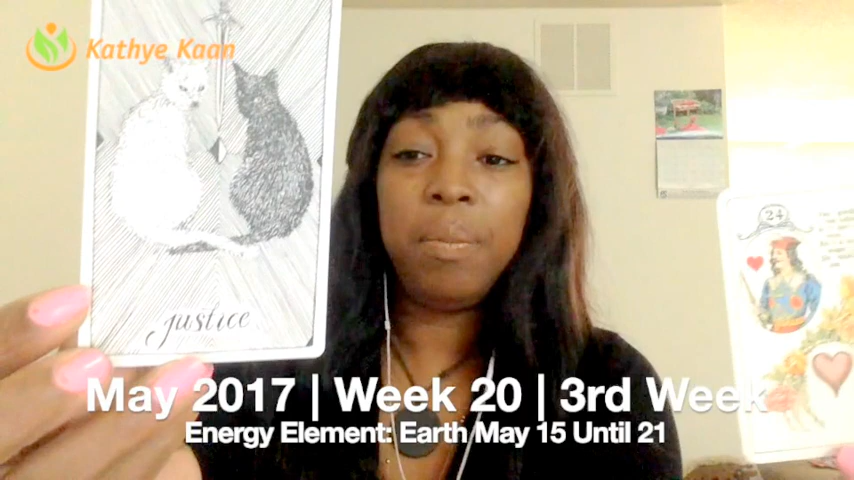 Kathye Kaan
24
justice
May 2017 | Week 20 | 3rd Week
Energy Element: Earth May 15 Until 21